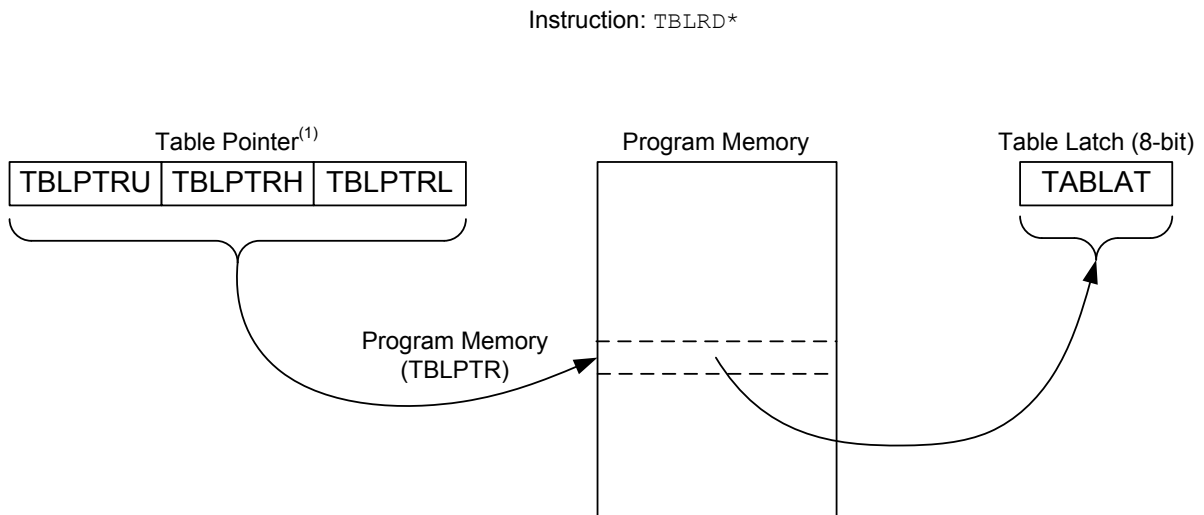 Instruction: TBLRD*
Table Pointer(1)
Program Memory
Table Latch (8-bit)
TBLPTRU TBLPTRH TBLPTRL
TABLAT
Program Memory
(TBLPTR)